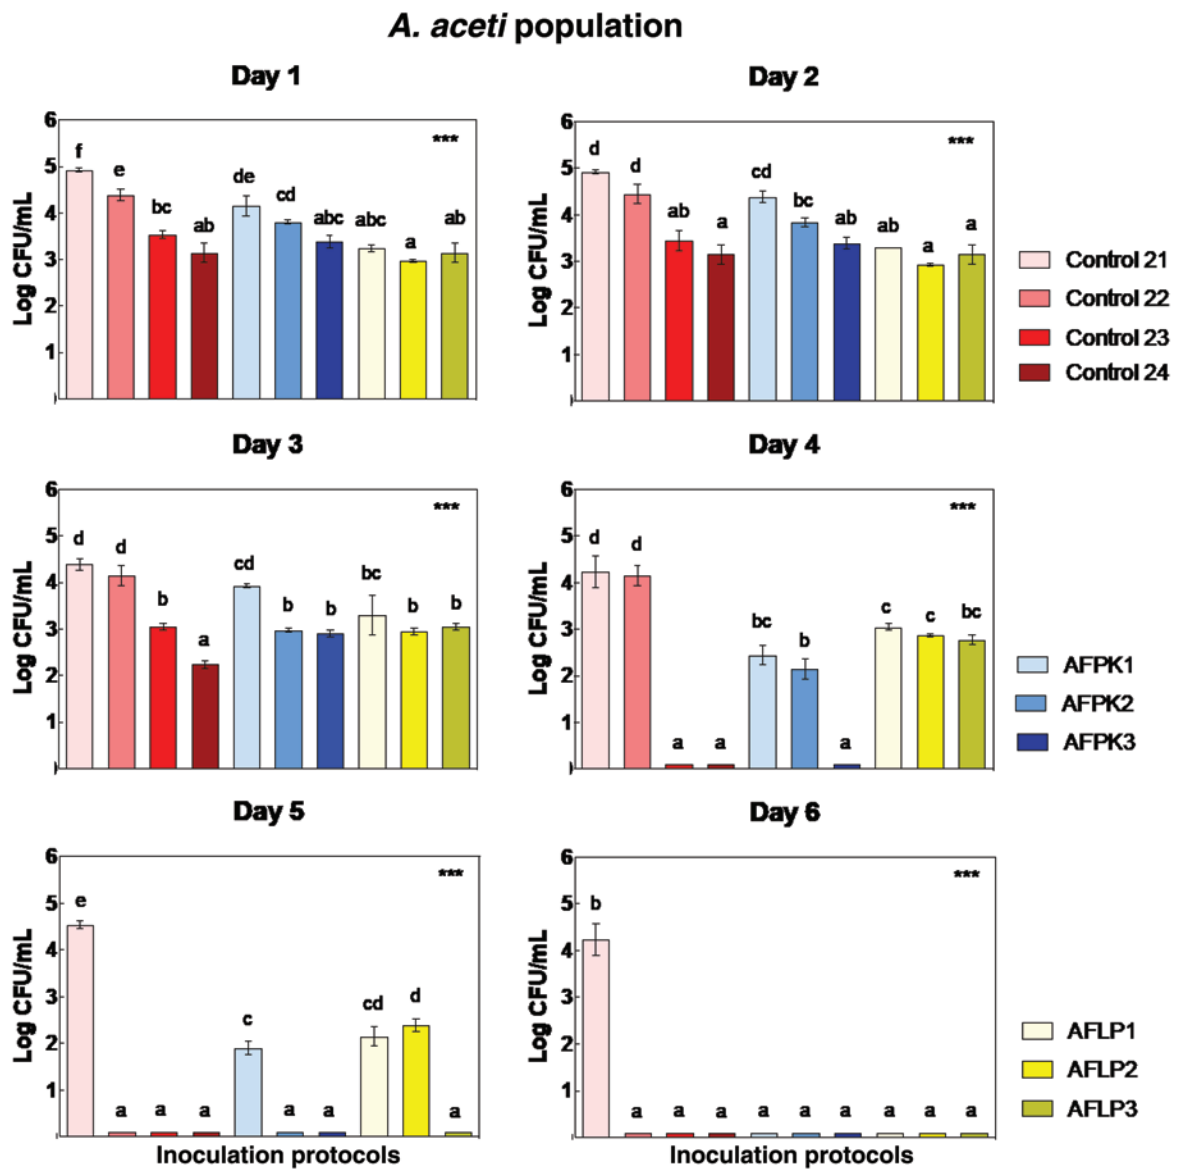 A. aceti population
Day 1
Day 2
Log CFU/mL
6
5
4
3
2
1
f
e
bc
ab
de
cd
abc
abc
a
ab
***
Log CFU/mL
6
5
4
3
2
1
d
d
ab
a
cd
bc
ab
ab
a
a
***
Control 21
Control 22
Control 23
Control 24
Day 3
Day 4
Log CFU/mL
6
5
4
3
2
1
d
d
b
a
cd
b
b
bc
b
b
***
Log CFU/mL
6
5
4
3
2
1
d
d
a
a
bc
b
a
c
c
bc
***
AFPK1
AFPK2
AFPK3
Day 5
Day 6
Log CFU/mL
6
5
4
3
2
1
e
a
a
a
c
a
a
cd
d
a
***
Log CFU/mL
6
5
4
3
2
1
b
a
a
a
a
a
a
a
a
a
***
AFLP1
AFLP2
AFLP3
Inoculation protocols
Inoculation protocols